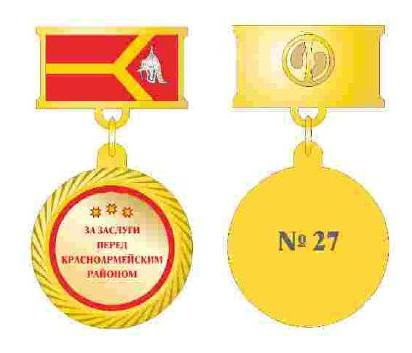 ЗА ЗАСЛУГИ
ПЕРЕД
КРАСНОАРМЕЙСКИМ
РАЙОНОМ
№ 27